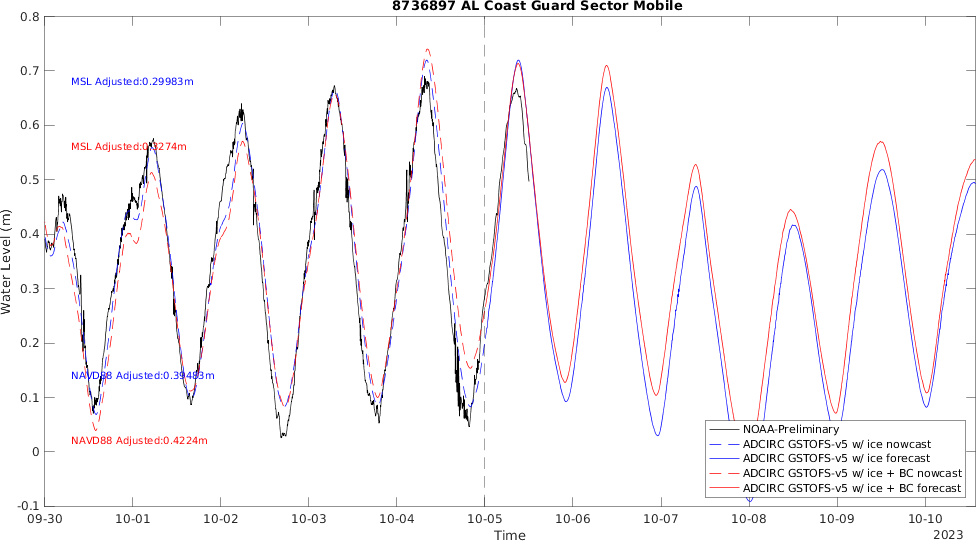 8736897 AL Coast Guard Sector Mobile
0.8
0.7
0.6
0.5
0.4
0.3
0.2
0.1
0
-0.1
Water Level (m)
MSL Adjusted:0.29983m
MSL Adjusted:0.3274m
NAVD88 Adjusted:0.39483m
NAVD88 Adjusted:0.4224m
NOAA-Preliminary
ADCIRC GSTOFS-v5 w/ ice nowcast
ADCIRC GSTOFS-v5 w/ ice forecast
ADCIRC GSTOFS-v5 w/ ice + BC nowcast
ADCIRC GSTOFS-v5 w/ ice + BC forecast
09-30 10-01 10-02 10-03 10-04 10-05 10-06 10-07 10-08 10-09 10-10
Time
2023